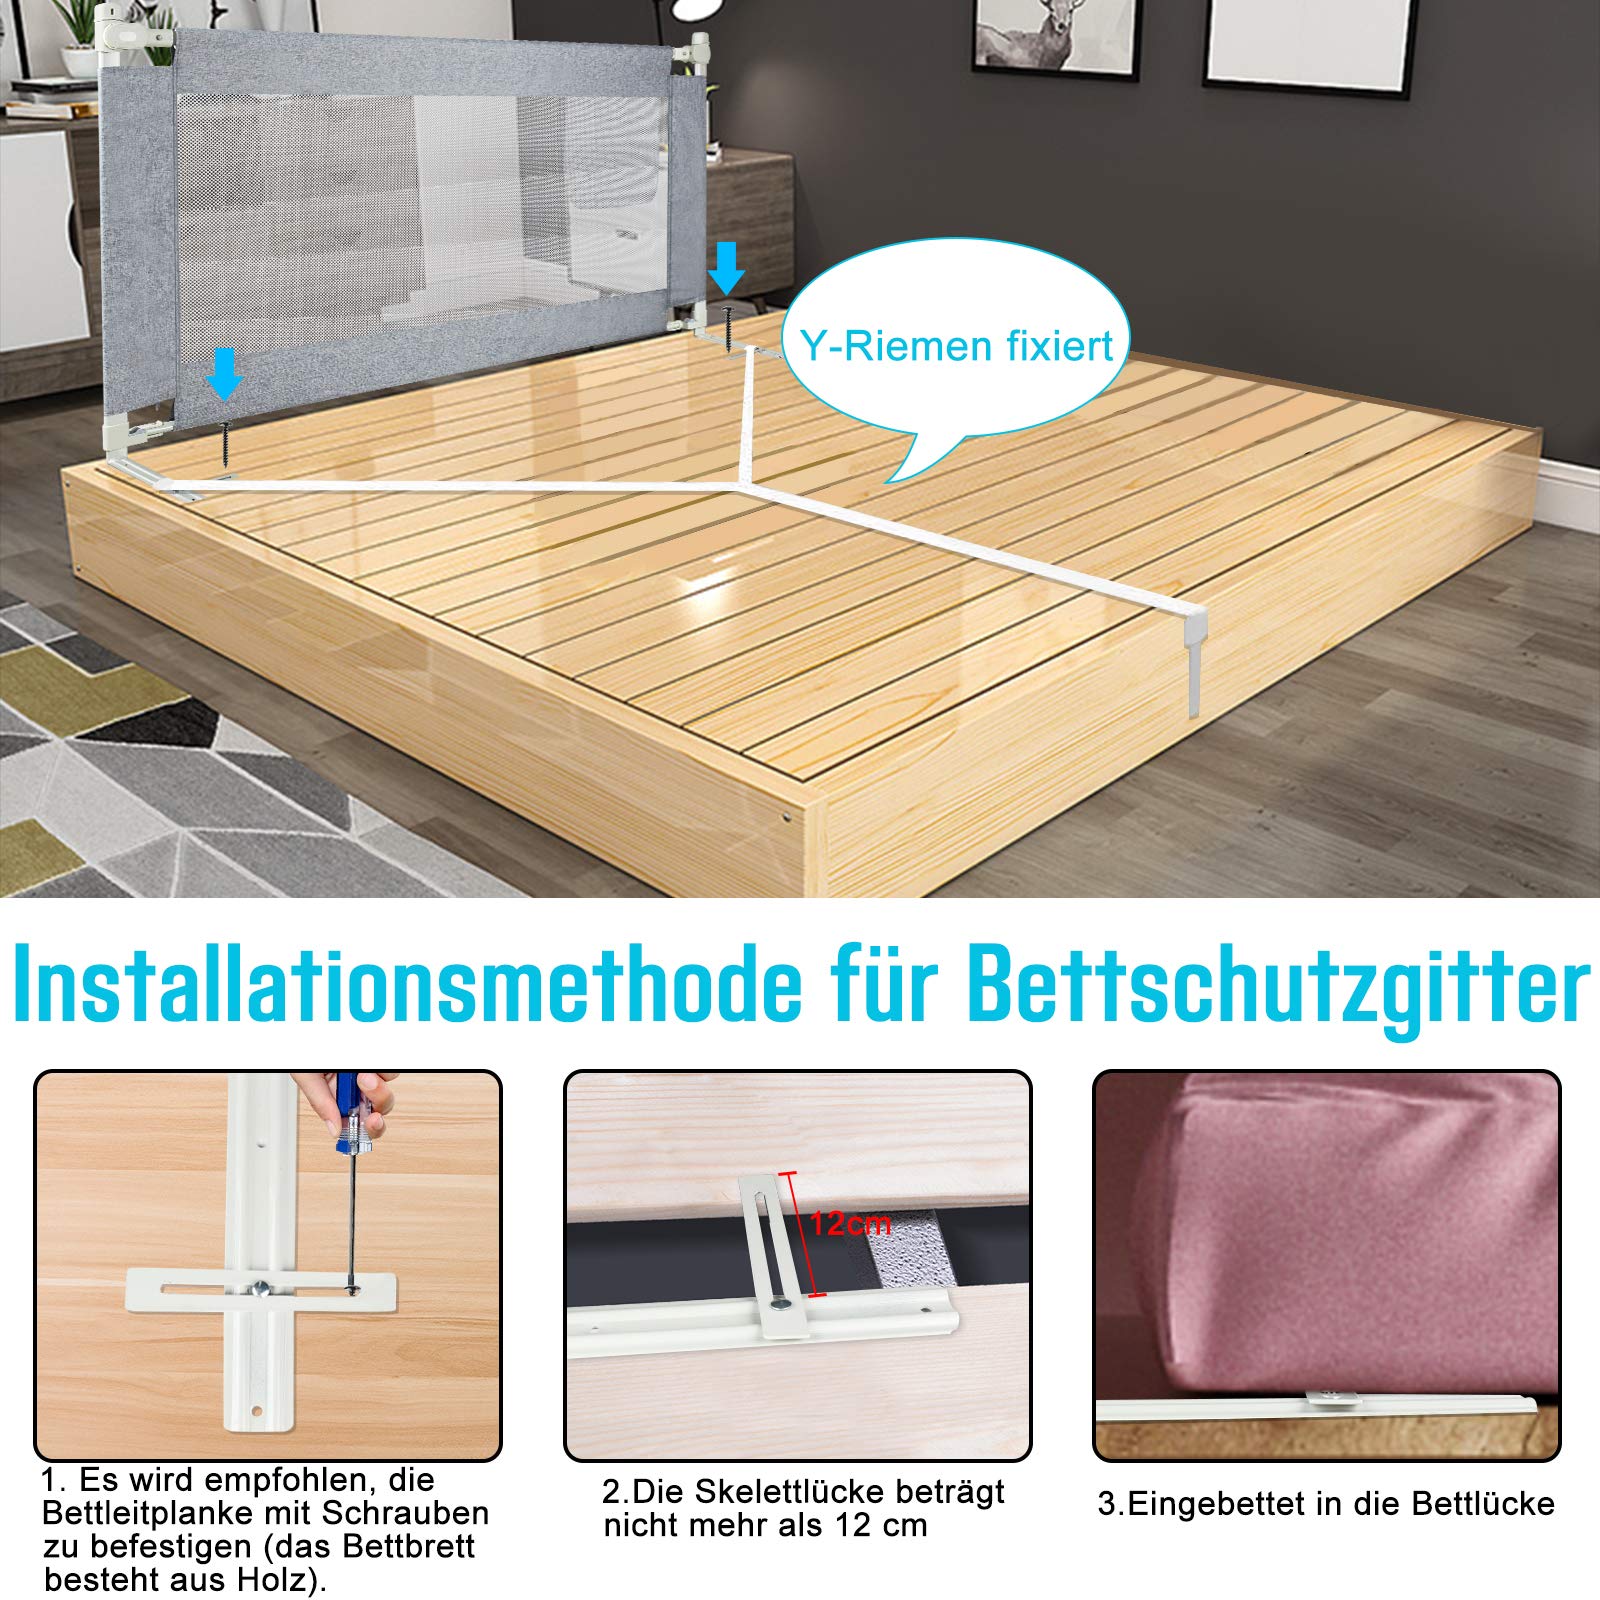 Y-Riemen fixiert
Installationsmethode für Bettschutzgitter
12cm
1. Es wird empfohlen, die
Bettleitplanke mit Schrauben
zu befestigen (das Bettbrett
besteht aus Holz).
2.Die Skelettlücke beträgt
nicht mehr als 12 cm
3.Eingebettet in die Bettlücke